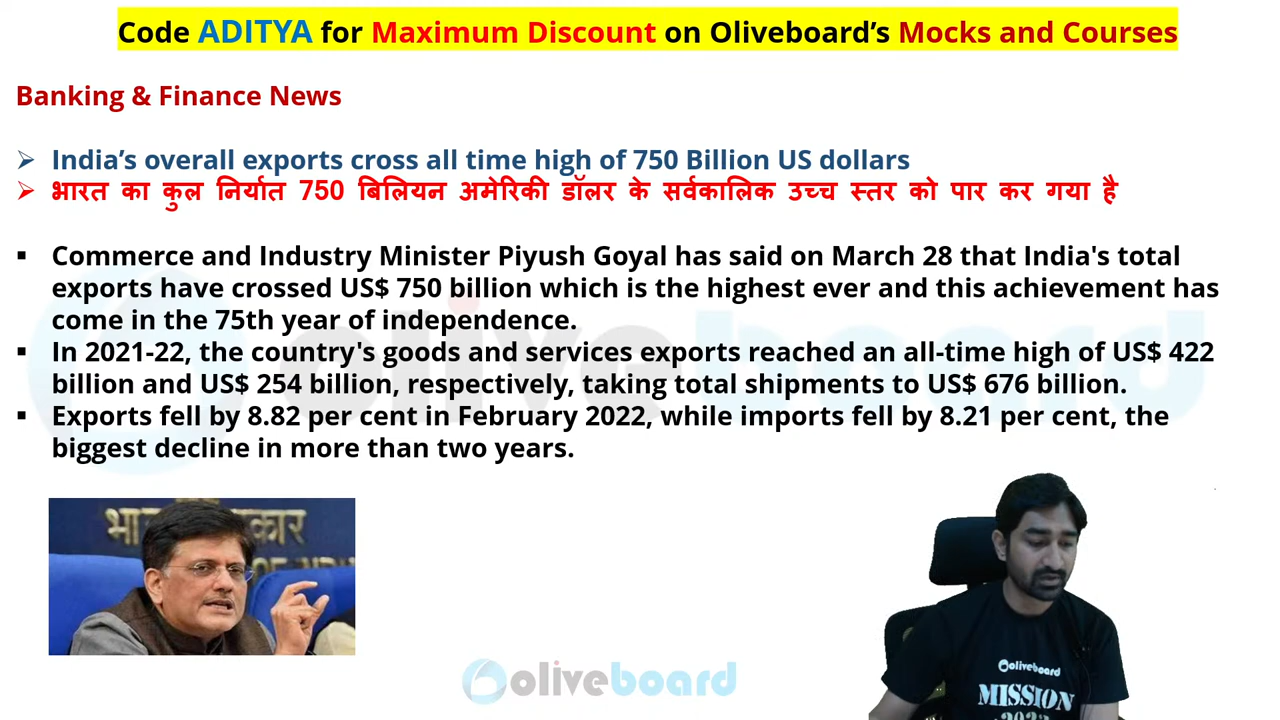 Code ADITYA for Maximum Discount on Oliveboard’s Mocks and Courses
Banking & Finance News
➢ India’s overall exports cross all time high of 750 Billion US dollars
➢ भारत का कुल निर्यात 750 बिलियन अमेरिकी डॉलर के सर्वकालिक उच्च स्तर को पार कर गया है
▪ Commerce and Industry Minister Piyush Goyal has said on March 28 that India's total
exports have crossed US$ 750 billion which is the highest ever and this achievement has
come in the 75th year of independence.
▪ In 2021-22, the country's goods and services exports reached an all-time high of US$ 422
billion and US$ 254 billion, respectively, taking total shipments to US$ 676 billion.
▪ Exports fell by 8.82 per cent in February 2022, while imports fell by 8.21 per cent, the
biggest decline in more than two years.
oliveboard
oliveboard
MISSION
oliveboard